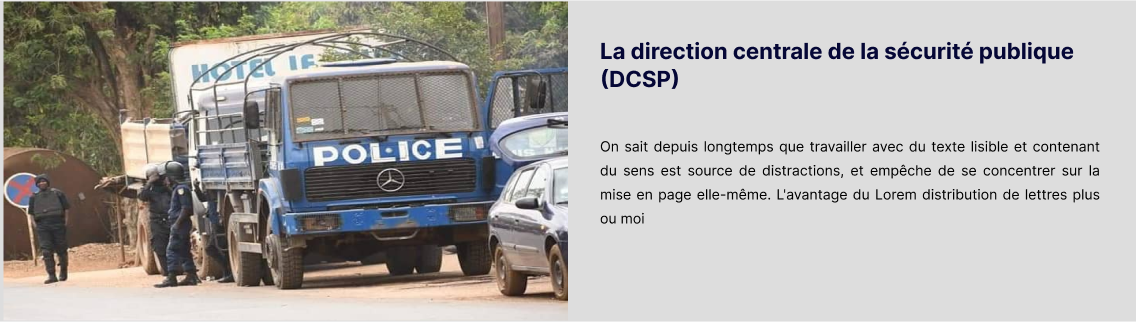 HOTEL
POLICE
La direction centrale de la sécurité publique
(DCSP)
On sait depuis longtemps que travailler avec du texte lisible et contenant
du sens est source de distractions, et empêche de se concentrer sur la
mise en page elle-même. L'avantage du Lorem distribution de lettres plus
ou moi